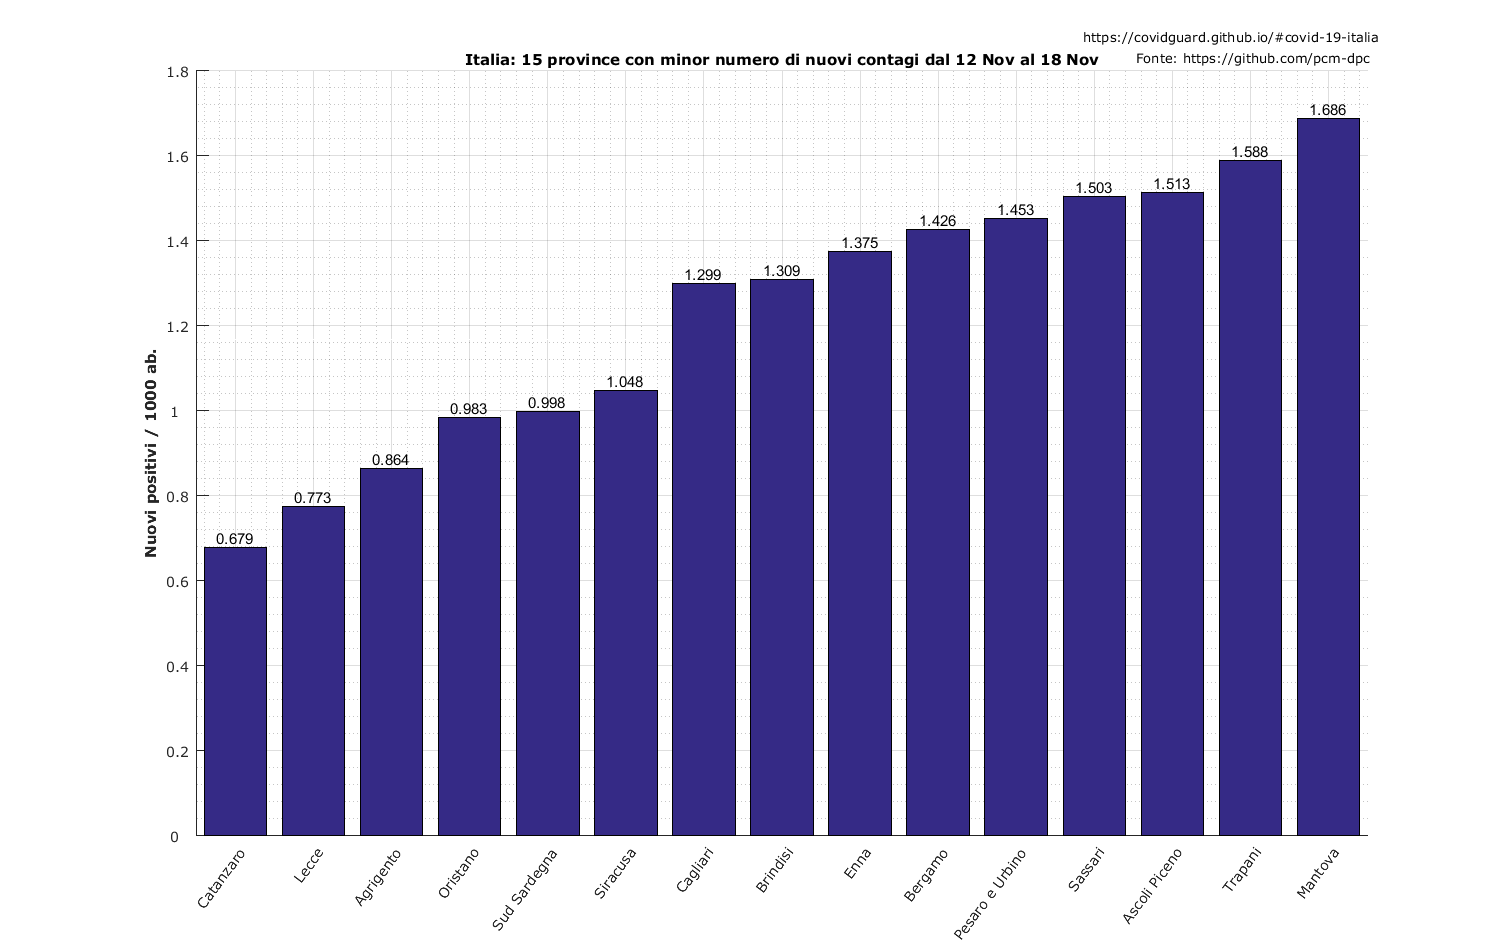 https://covidguard.github.io/#covid-19-italia
Italia: 15 province con minor numero di nuovi contagi dal 12 Nov al 18 Nov
Fonte: https://github.com/pcm-dpc
Nuovi positivi / 1000 ab.
1.8
1.6
1.4
1.2
1
0.8
0.6
0.4
0.2
0
0.679
0.773
0.864
0.983
0.998
1.048
1.299
1.309
1.375
1.426
1.453
1.503
1.513
1.588
1.686
Catanzaro
Lecce
Agrigento
Oristano
Sud Sardegna
Siracusa
Cagliari
Brindisi
Enna
Bergamo
Pesaro e Urbino
Sassari
Ascoli Piceno
Trapani
Mantova